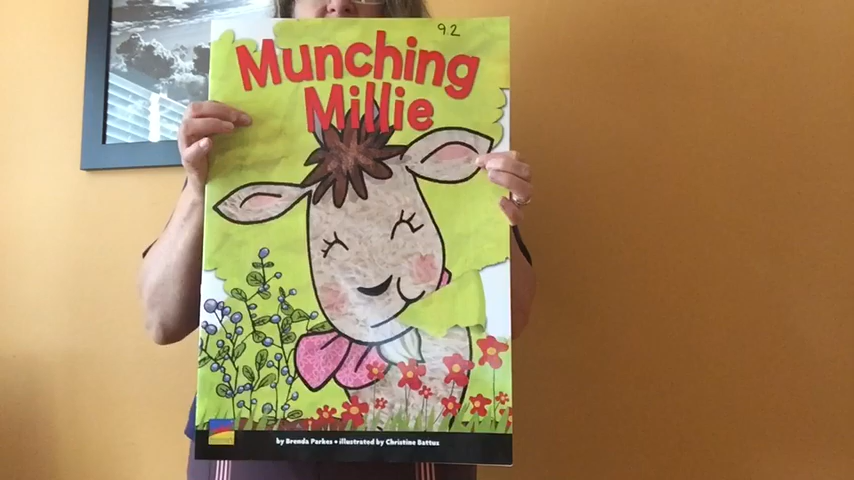 9.2
Munching
Millie
by Brenda Parkes • illustrated by Christine Battuz